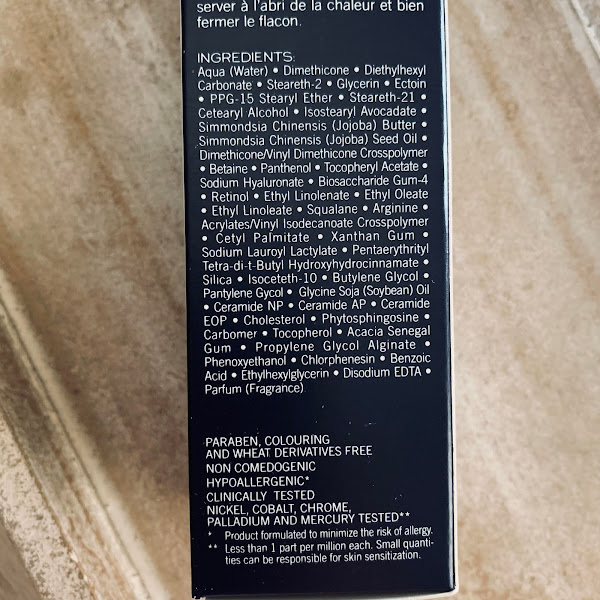 server à l'abri de la chaleur et bien
fermer le flacon.
INGREDIENTS:
Aqua (Water) • Dimethicone • Diethylhexyl
Carbonate • Steareth-2 • Glycerin • Ectoin
• PPG-15 Stearyl Ether • Steareth-21 •
Cetearyl Alcohol • Isostearyl Avocadate •
Simmondsia Chinensis (Jojoba) Butter •
Simmondsia Chinensis (Jojoba) Seed Oil •
Dimethicone/Vinyl Dimethicone Crosspolymer
• Betaine • Panthenol • Tocopheryl Acetate •
Sodium Hyaluronate • Biosaccharide Gum-4
• Retinol • Ethyl Linolenate • Ethyl Oleate
• Ethyl Linoleate • Squalane • Arginine •
Acrylates/Vinyl Isodecanoate Crosspolymer
• Cetyl Palmitate • Xanthan Gum •
Sodium Lauroyl Lactylate • Pentaerythrityl
Tetra-di-t-Butyl Hydroxyhydrocinnamate •
Silica • Isoceteth-10 • Butylene Glycol •
Pantylene Gycol • Glycine Soja (Soybean) Oil
• Ceramide NP • Ceramide AP • Ceramide
EOP • Cholesterol • Phytosphingosine •
Carbomer • Tocopherol • Acacia Senegal
Gum • Propylene Glycol Alginate •
Phenoxyethanol • Chlorphenesin • Benzoic
Acid • Ethylhexylglycerin • Disodium EDTA •
Parfum (Fragrance).
PARABEN, COLOURING
AND WHEAT DERIVATIVES FREE
NON COMEDOGENIC
HYPOALLERGENIC*
CLINICALLY TESTED
NICKEL, COBALT, CHROME,
PALLADIUM AND MERCURY TESTED**
* Product formulated to minimize the risk of allergy.
** Less than 1 part per million each. Small quanti-
ties can be responsible for skin sensitization.